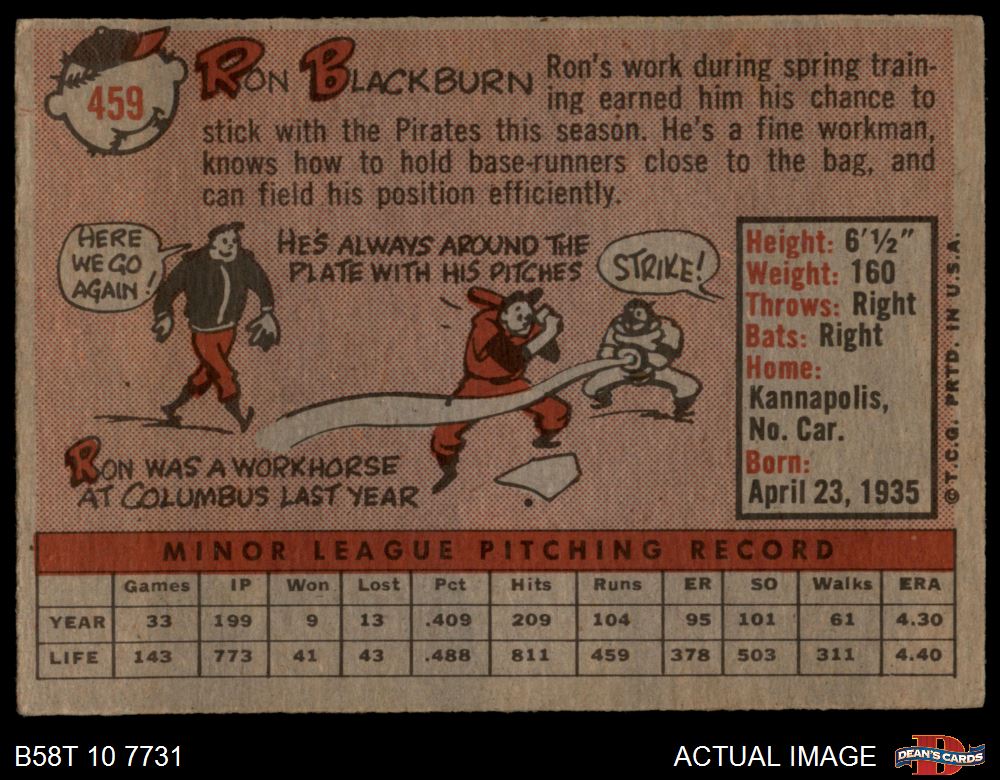 459
RON BLACKBURN
Ron's work during spring train-
ing earned him his chance to
stick with the Pirates this season. He's a fine workman,
knows how to hold base-runners close to the bag, and
can field his position efficiently.
HERE
WE GO
AGAIN!
HE'S ALWAYS AROUND THE
PLATE WITH HIS PITCHES
STRIKE!
RON WAS A WORKHORSE
AT COLUMBUS LAST YEAR
Height: 6'½"
Weight: 160
Throws: Right
Bats: Right
Home:
Kannapolis,
No. Car.
Born:
April 23, 1935
© T.C.G. PRTD. IN U.S.A.
MINOR LEAGUE PITCHING RECORD
Games IP Won Lost Pct Hits Runs ER SO Walks ERA
YEAR 33 199 9 13 .409 209 104 95 101 61 4.30
LIFE 143 773 41 43 .488 811 459 378 503 311 4.40
B58T 10 7731
ACTUAL IMAGE
D
DEAN'S CARDS